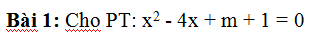 Bài 1: Cho PT: x² - 4x + m + 1 = 0